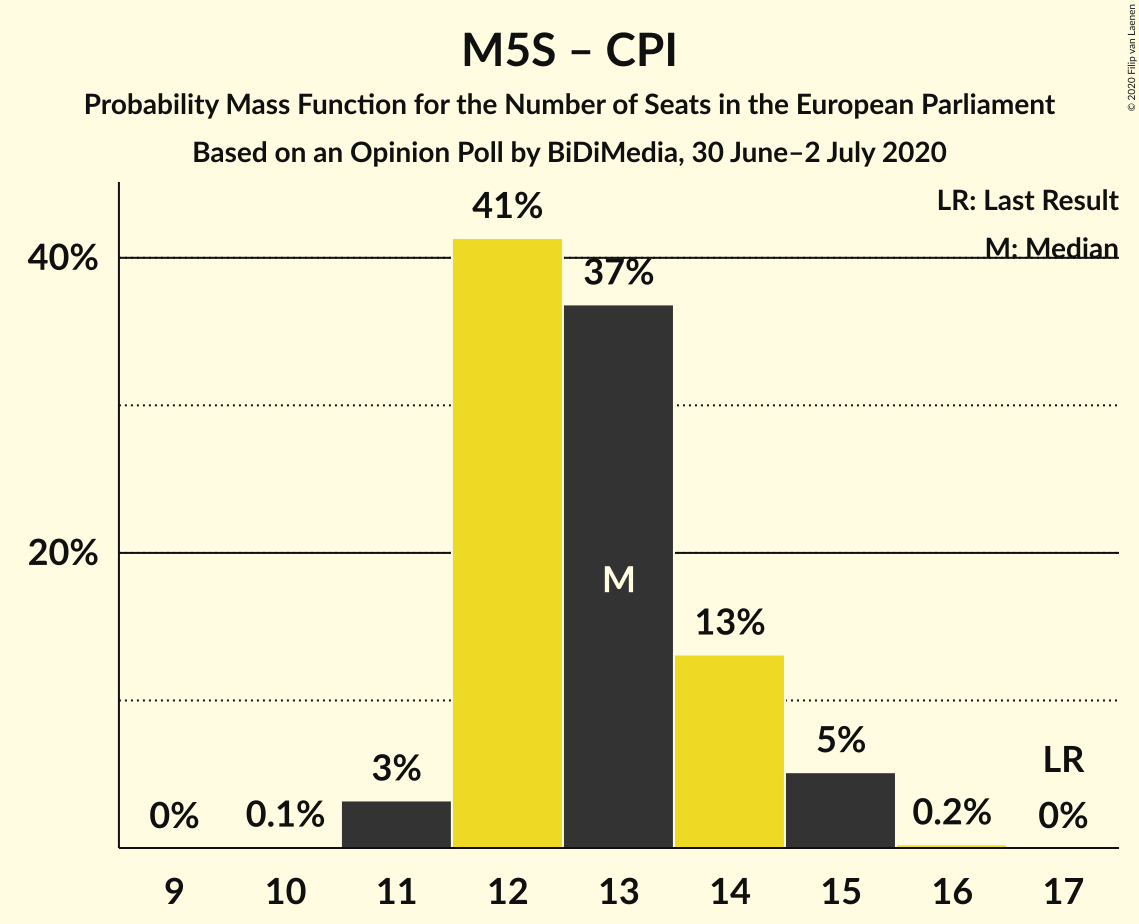 M5S – CPI
Probability Mass Function for the Number of Seats in the European Parliament
Based on an Opinion Poll by BiDiMedia, 30 June–2 July 2020
© 2020 Filip van Laenen
LR: Last Result
M: Median
40%
20%
0%
0.1%
3%
41%
37%
M
13%
5%
0.2%
LR
0%
9 10 11 12 13 14 15 16 17